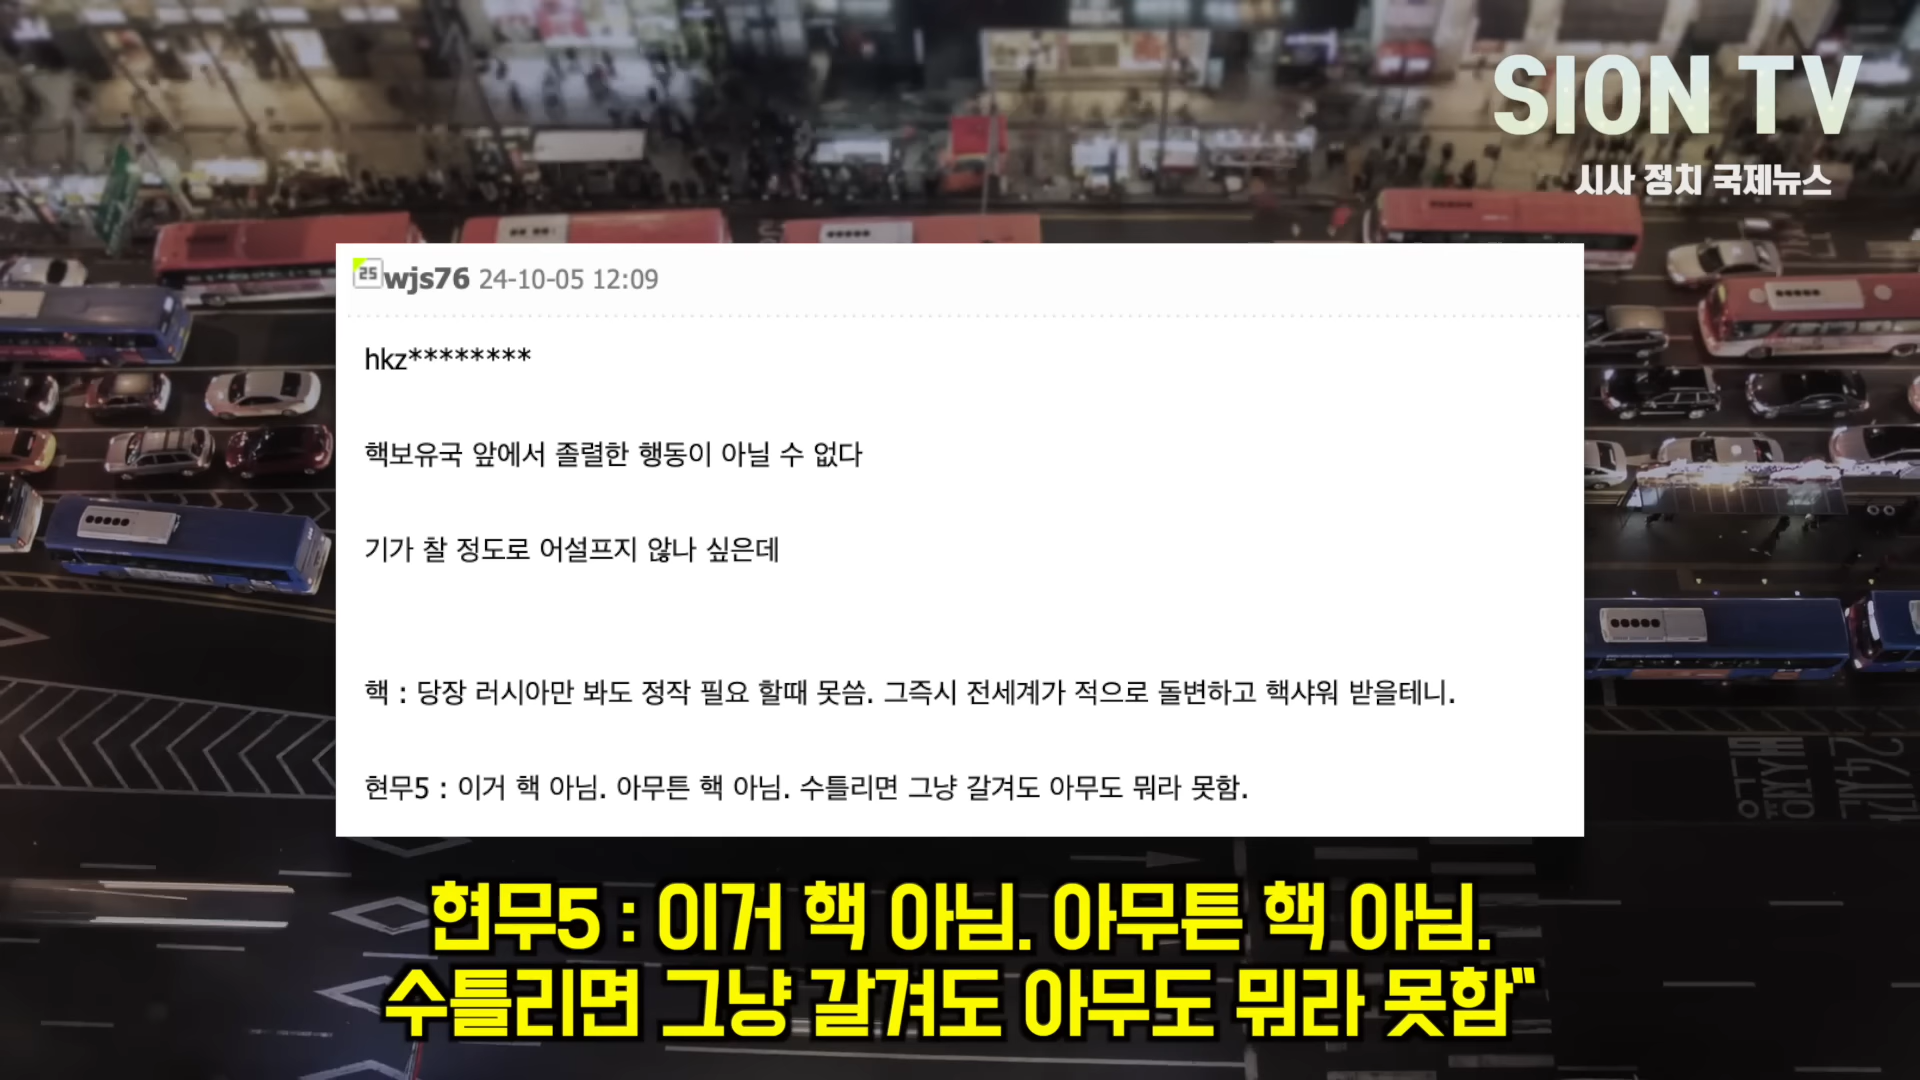 SION TV
시사 정치 국제뉴스
25 wjs76 24-10-05 12:09
hkz********
핵보유국 앞에서 졸렬한 행동이 아닐 수 없다
기가 찰 정도로 어설프지 않나 싶은데
핵 : 당장 러시아만 봐도 정작 필요 할때 못씀. 그즉시 전세계가 적으로 돌변하고 핵샤워 받을테니.
현무5 : 이거 핵 아님. 아무튼 핵 아님. 수틀리면 그냥 갈겨도 아무도 뭐라 못함.
현무5 : 이거 핵 아님. 아무튼 핵 아님.
수틀리면 그냥 갈겨도 아무도 뭐라 못함"